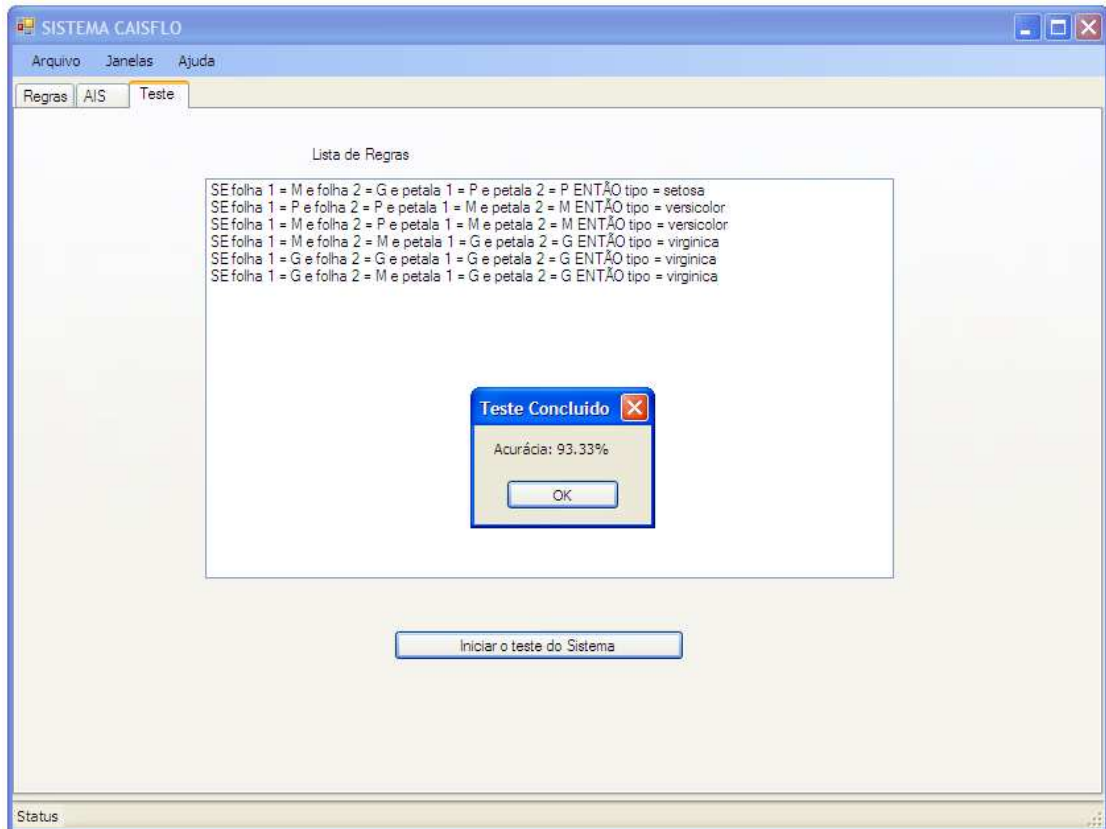 SISTEMA CAISFLO
Arquivo Janelas Ajuda
Regras AIS Teste
Lista de Regras
SE folha 1 = M e folha 2 = G e petala 1 = P e petala 2 = P ENTÃO tipo = setosa
SE folha 1 = P e folha 2 = P e petala 1 = M e petala 2 = M ENTÃO tipo = versicolor
SE folha 1 = M e folha 2 = P e petala 1 = M e petala 2 = M ENTÃO tipo = versicolor
SE folha 1 = M e folha 2 = M e petala 1 = G e petala 2 = G ENTÃO tipo = virginica
SE folha 1 = G e folha 2 = G e petala 1 = G e petala 2 = G ENTÃO tipo = virginica
SE folha 1 = G e folha 2 = M e petala 1 = G e petala 2 = G ENTÃO tipo = virginica
Teste Concluido
Acurácia: 93.33%
OK
Iniciar o teste do Sistema
Status